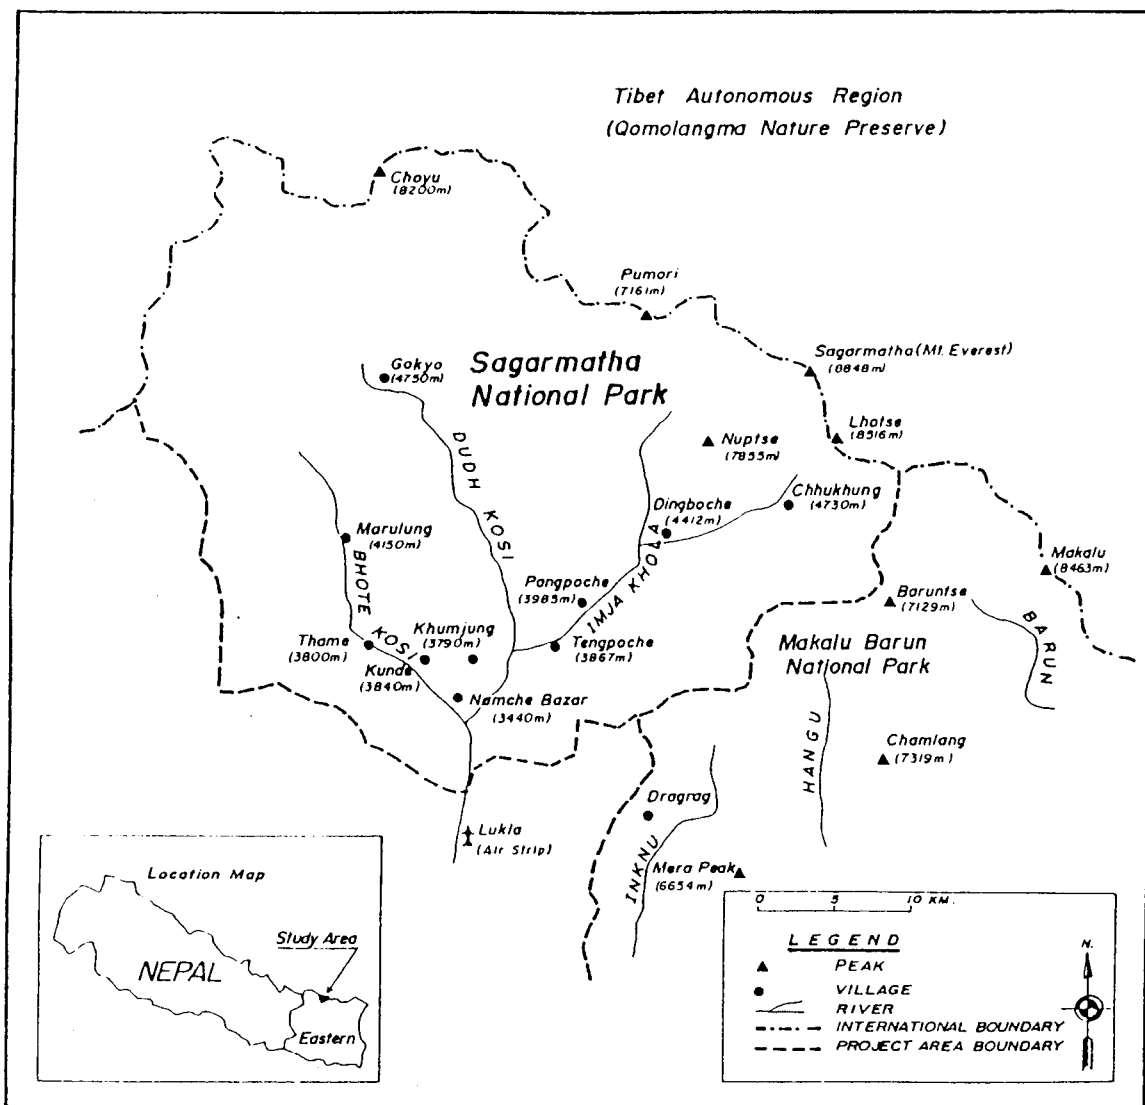 Tibet Autonomous Region
(Qomolangma Nature Preserve)
Choyu
(8200m)
Pumori
(7161m)
Sagarmatha (Mt. Everest)
(8848m)
Gokyo
(4750m)
Sagarmatha
National Park
Lhotse
(8516m)
Nuptse
(7855m)
DUDH KOSI
Chhukhung
(4730m)
Dingboche
(4412m)
Marulung
(4150m)
Makalu
(8463m)
BHOTE KOSI
Pangpoche
(3985m)
IMJA KHOLA
Baruntse
(7129m)
BARUN
Thame
(3800m)
Khumjung
(3790m)
Kunde
(3840m)
Tengpoche
(3867m)
Makalu Barun
National Park
Namche Bazar
(3440m)
HANGU
Chamlang
(7319m)
Dragrag
Lukla
(Air Strip)
INKNU
Mera Peak
(6654m)
Location Map
Study Area
NEPAL
Eastern
0 5 10 KM.
LEGEND
PEAK
VILLAGE
RIVER
INTERNATIONAL BOUNDARY
PROJECT AREA BOUNDARY
N.